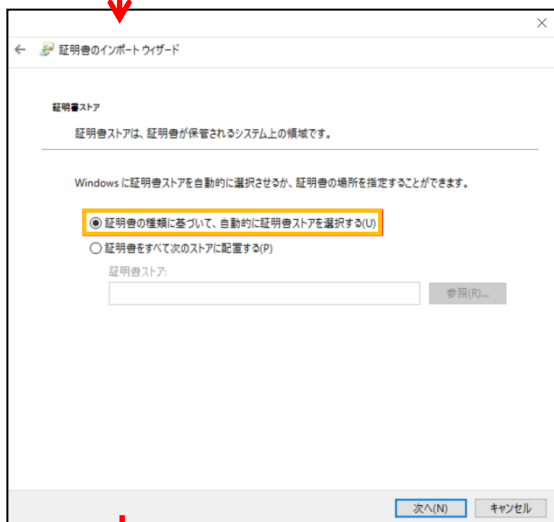 証明書のインポート ウィザード
証明書ストア
証明書ストアは、証明書が保管されるシステム上の領域です。
Windows に証明書ストアを自動的に選択させるか、証明書の場所を指定することができます。
証明書の種類に基づいて、自動的に証明書ストアを選択する(U)
証明書をすべて次のストアに配置する(P)
証明書ストア:
参照(R)...
次へ(N) キャンセル